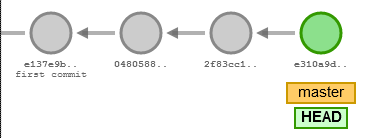 e137e9b..
first commit
0480588..
2f83cc1..
e310a9d..
master
HEAD